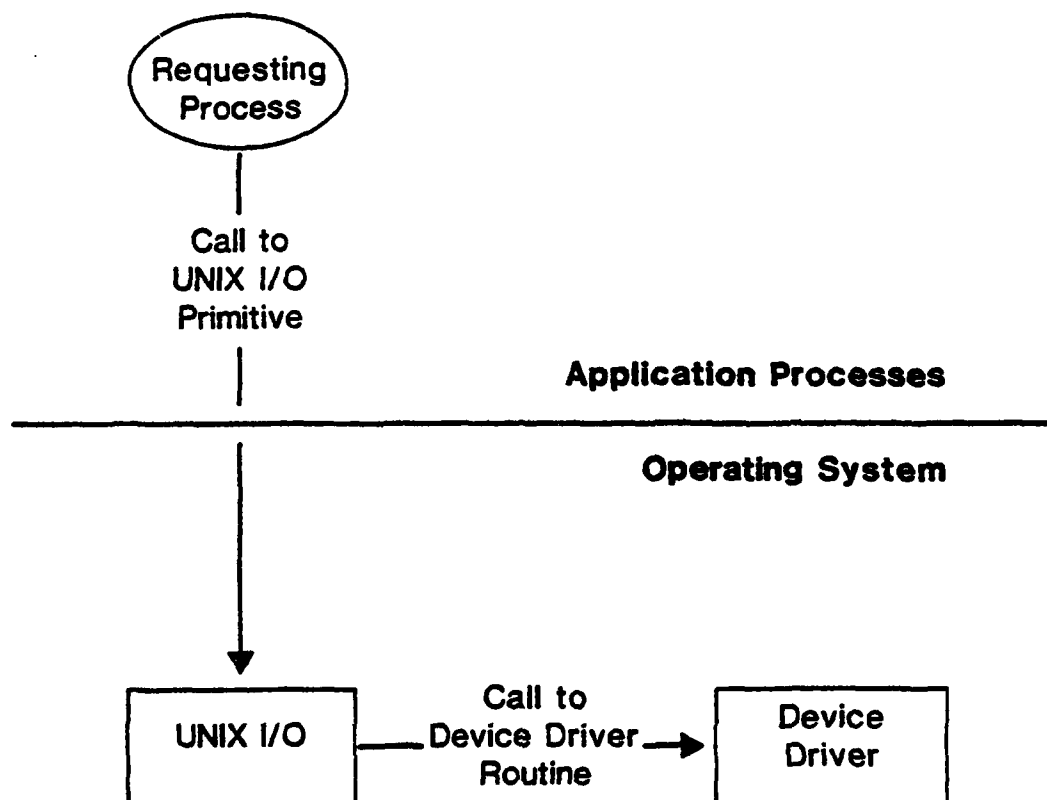 Requesting
Process
Call to
UNIX I/O
Primitive
Application Processes
Operating System
UNIX I/O
Call to
Device Driver
Routine
Device
Driver